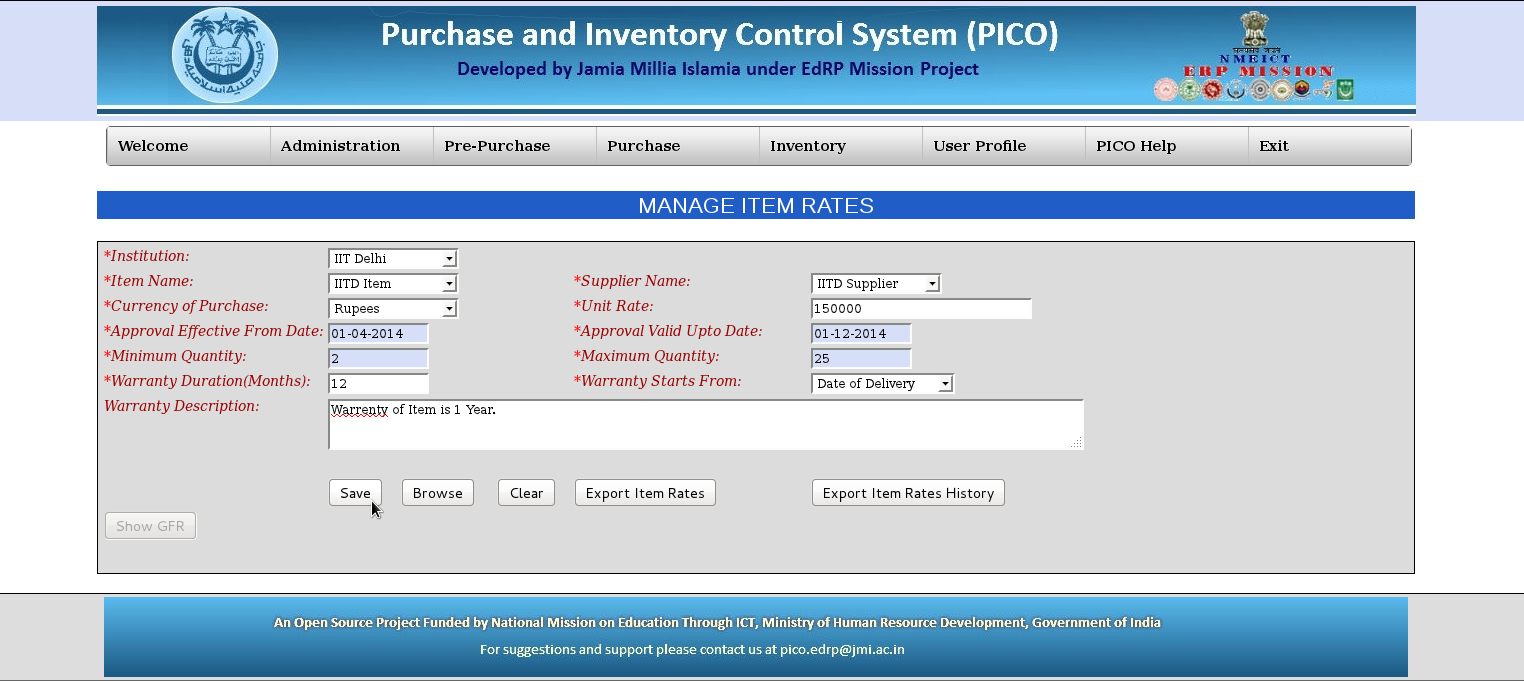 Purchase and Inventory Control System (PICO)
Developed by Jamia Millia Islamia under EdRP Mission Project
NMEICT
ERP MISSION
Welcome Administration Pre-Purchase Purchase Inventory User Profile PICO Help Exit
MANAGE ITEM RATES
*Institution: IIT Delhi
*Item Name: IITD Item *Supplier Name: IITD Supplier
*Currency of Purchase: Rupees *Unit Rate: 150000
*Approval Effective From Date: 01-04-2014 *Approval Valid Upto Date: 01-12-2014
*Minimum Quantity: 2 *Maximum Quantity: 25
*Warranty Duration(Months): 12 *Warranty Starts From: Date of Delivery
Warranty Description: Warrenty of Item is 1 Year.
Save Browse Clear Export Item Rates Export Item Rates History
Show GFR
An Open Source Project Funded by National Mission on Education Through ICT, Ministry of Human Resource Development, Government of India
For suggestions and support please contact us at pico.edrp@jmi.ac.in